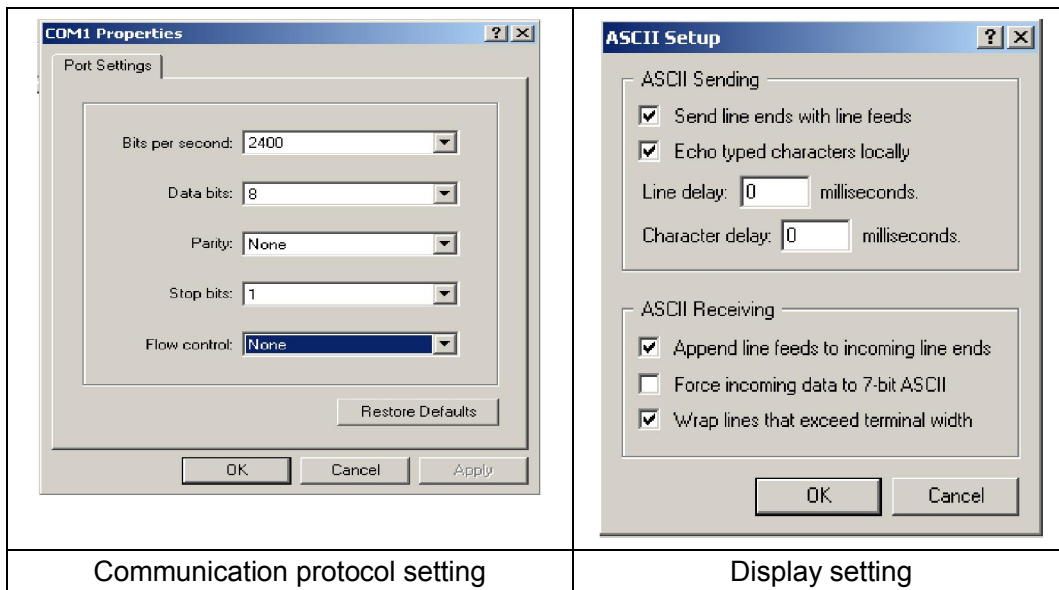 COM1 Properties
Port Settings
Bits per second: 2400
Data bits: 8
Parity: None
Stop bits: 1
Flow control: None
Restore Defaults
OK Cancel Apply
Communication protocol setting
ASCII Setup
ASCII Sending
Send line ends with line feeds
Echo typed characters locally
Line delay: 0 milliseconds.
Character delay: 0 milliseconds.
ASCII Receiving
Append line feeds to incoming line ends
Force incoming data to 7-bit ASCII
Wrap lines that exceed terminal width
OK Cancel
Display setting